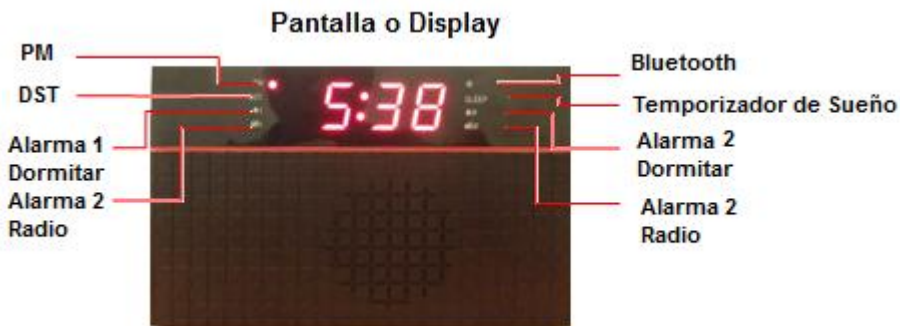 Pantalla o Display
PM
DST
Alarma 1
Dormitar
Alarma 2
Radio
5:38
SLEEP
Bluetooth
Temporizador de Sueño
Alarma 2
Dormitar
Alarma 2
Radio